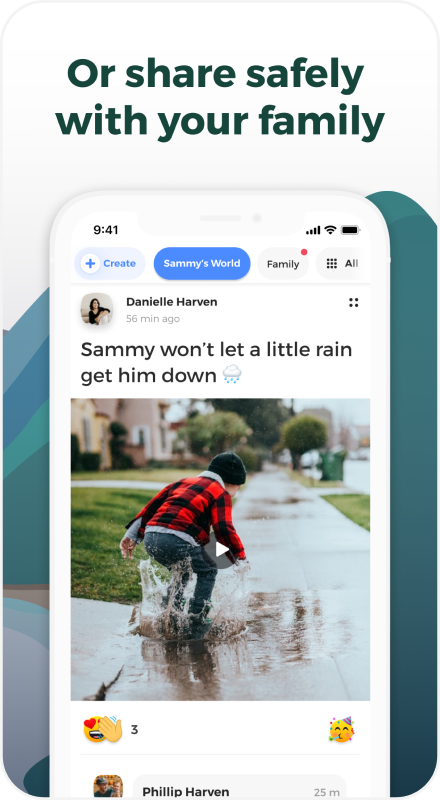 Or share safely
with your family
9:41
Create
Sammy's World
Family
All
Danielle Harven
56 min ago
Sammy won’t let a little rain
get him down 🌧️
3
Phillip Harven
25 m